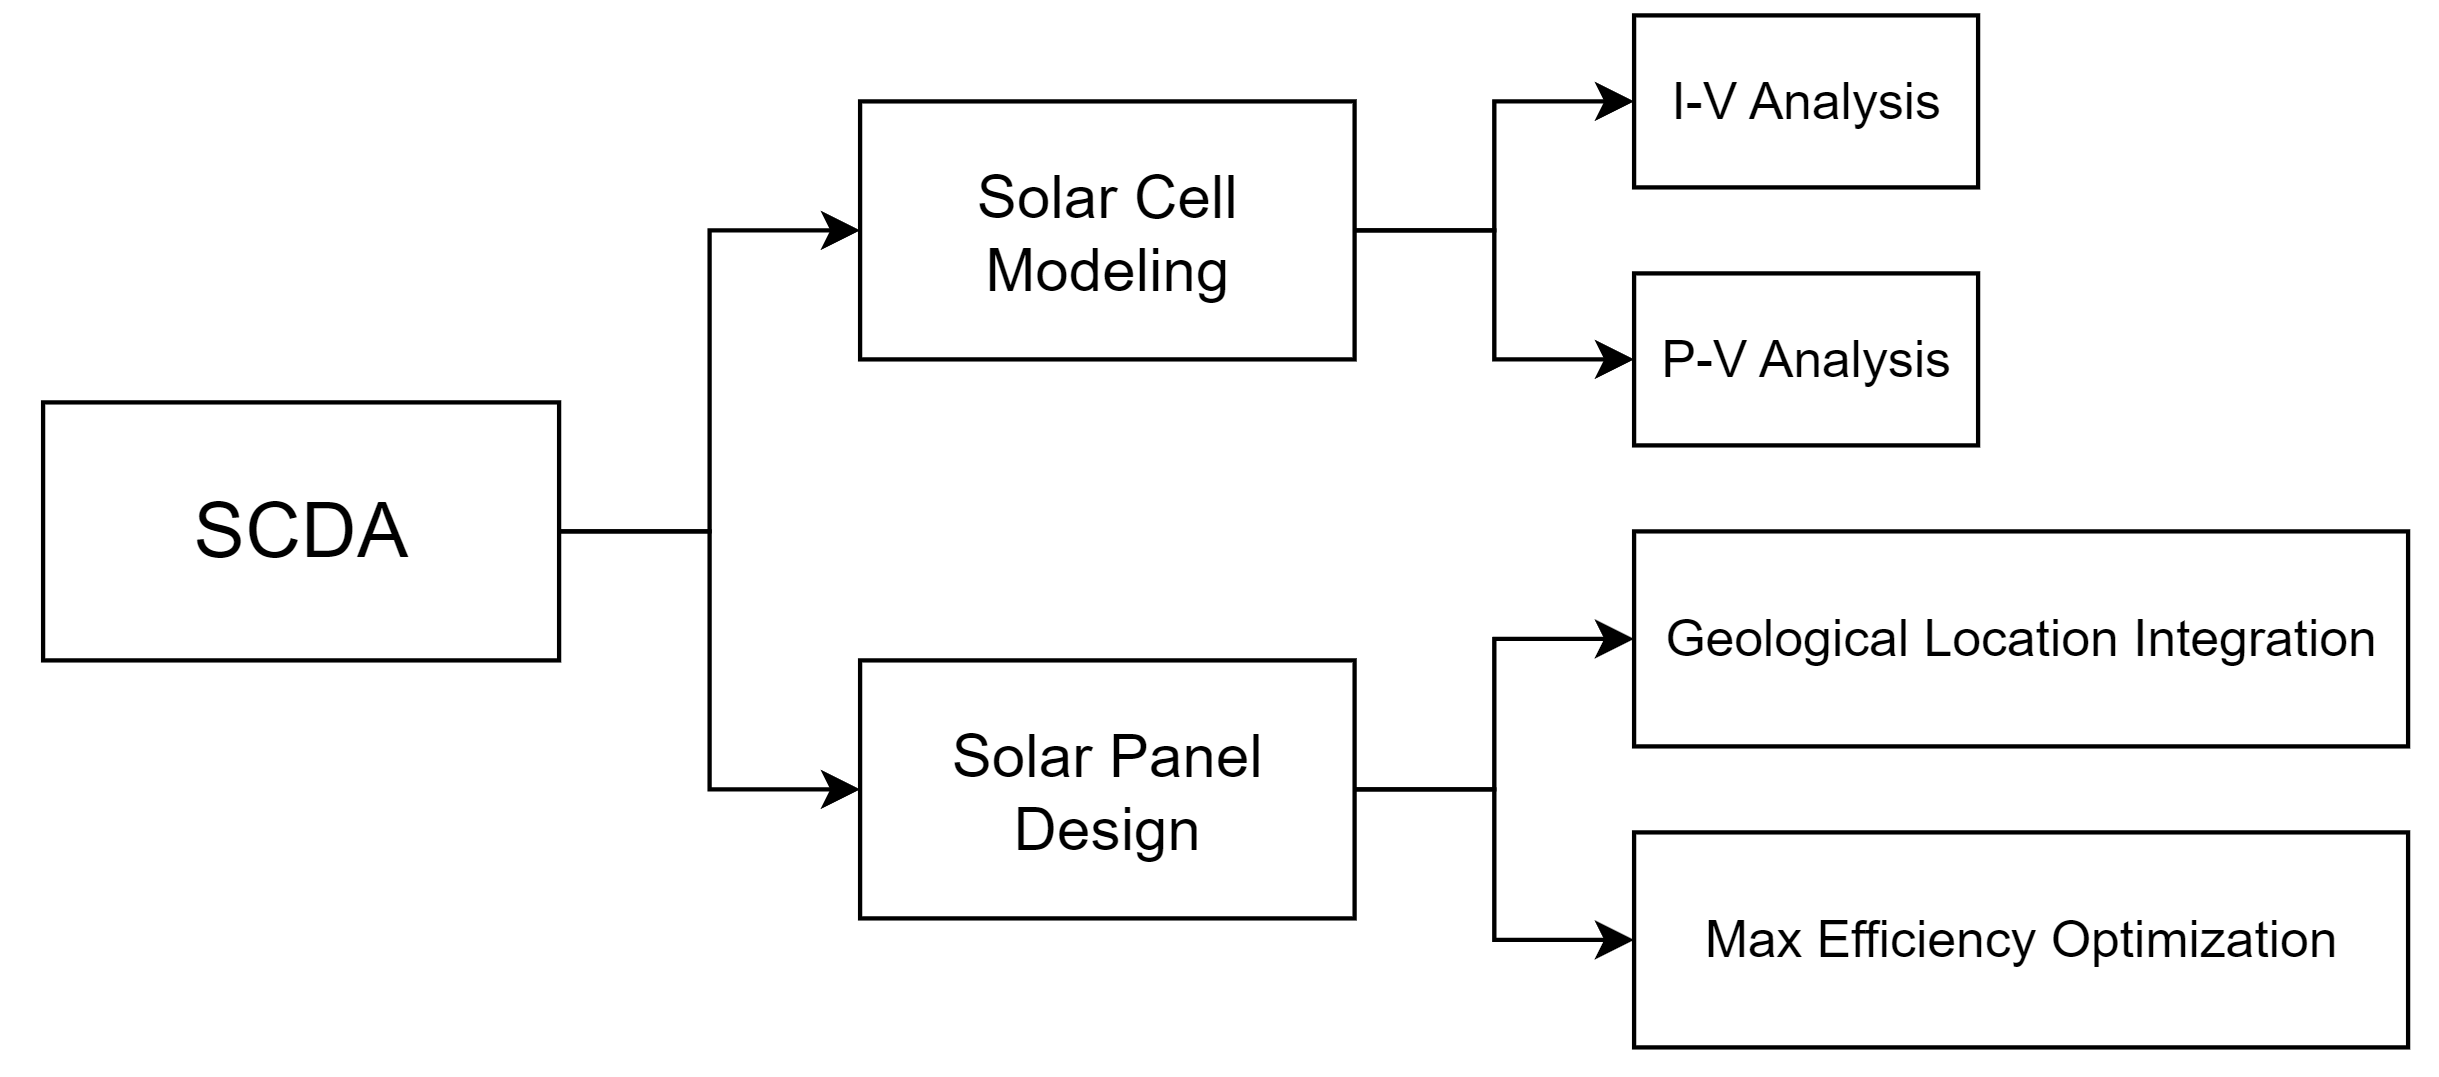 SCDA
Solar Cell
Modeling
I-V Analysis
P-V Analysis
Solar Panel
Design
Geological Location Integration
Max Efficiency Optimization